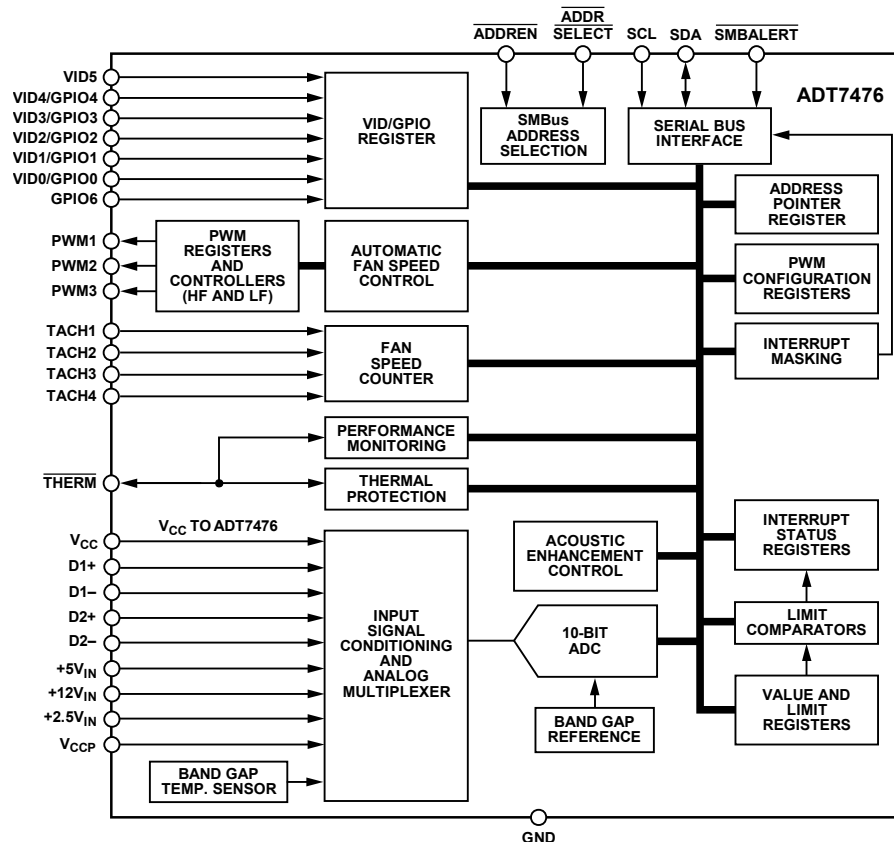 ADDREN
ADDR
SELECT
SCL
SDA
SMBALERT
ADT7476
VID5
VID4/GPIO4
VID3/GPIO3
VID2/GPIO2
VID1/GPIO1
VID0/GPIO0
GPIO6
VID/GPIO
REGISTER
SMBus
ADDRESS
SELECTION
SERIAL BUS
INTERFACE
ADDRESS
POINTER
REGISTER
PWM1
PWM2
PWM3
PWM
REGISTERS
AND
CONTROLLERS
(HF AND LF)
AUTOMATIC
FAN SPEED
CONTROL
PWM
CONFIGURATION
REGISTERS
TACH1
TACH2
TACH3
TACH4
FAN
SPEED
COUNTER
INTERRUPT
MASKING
PERFORMANCE
MONITORING
THERM
THERMAL
PROTECTION
VCC
VCC TO ADT7476
D1+
D1–
D2+
D2–
+5VIN
+12VIN
+2.5VIN
VCCP
INPUT
SIGNAL
CONDITIONING
AND
ANALOG
MULTIPLEXER
ACOUSTIC
ENHANCEMENT
CONTROL
INTERRUPT
STATUS
REGISTERS
10-BIT
ADC
LIMIT
COMPARATORS
BAND GAP
REFERENCE
VALUE AND
LIMIT
REGISTERS
BAND GAP
TEMP. SENSOR
GND